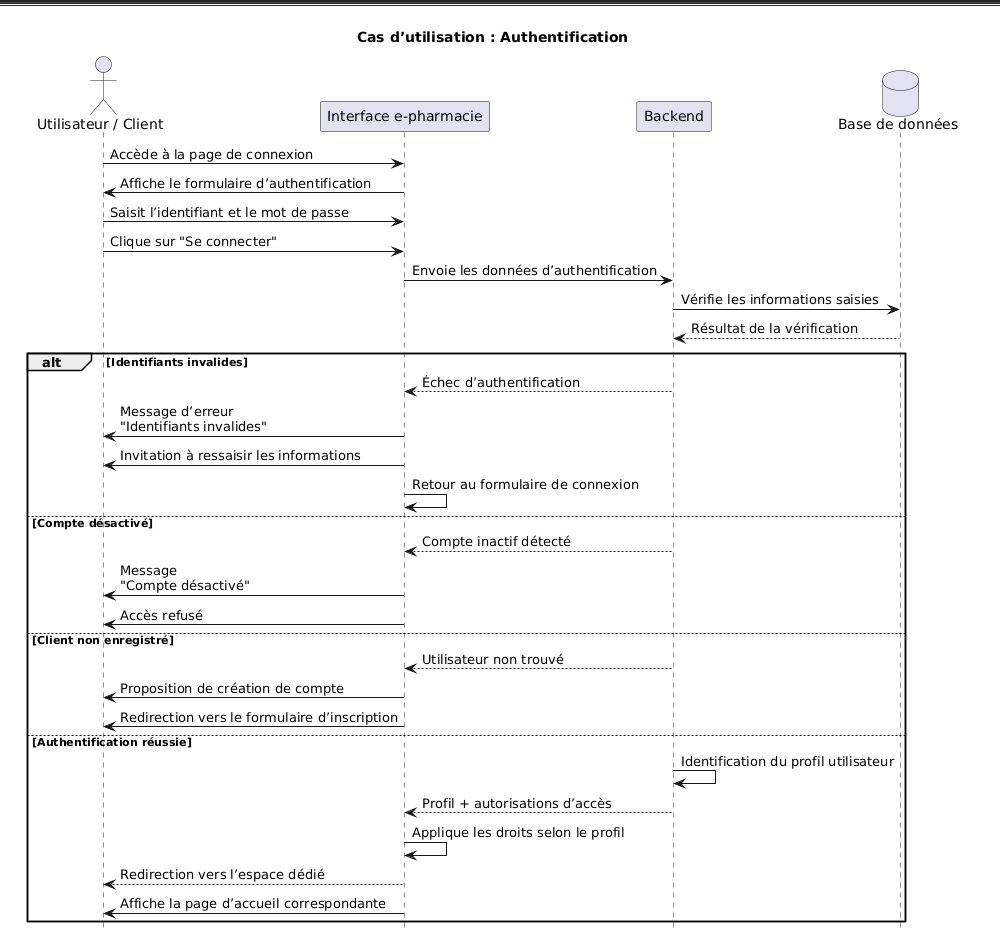 Cas d’utilisation : Authentification
Utilisateur / Client
Interface e-pharmacie
Backend
Base de données
Accède à la page de connexion
Affiche le formulaire d’authentification
Saisit l’identifiant et le mot de passe
Clique sur "Se connecter"
Envoie les données d’authentification
Vérifie les informations saisies
Résultat de la vérification
alt
[Identifiants invalides]
Échec d’authentification
Message d’erreur
"Identifiants invalides"
Invitation à ressaisir les informations
Retour au formulaire de connexion
[Compte désactivé]
Compte inactif détecté
Message
"Compte désactivé"
Accès refusé
[Client non enregistré]
Utilisateur non trouvé
Proposition de création de compte
Redirection vers le formulaire d’inscription
[Authentification réussie]
Identification du profil utilisateur
Profil + autorisations d’accès
Applique les droits selon le profil
Redirection vers l’espace dédié
Affiche la page d’accueil correspondante